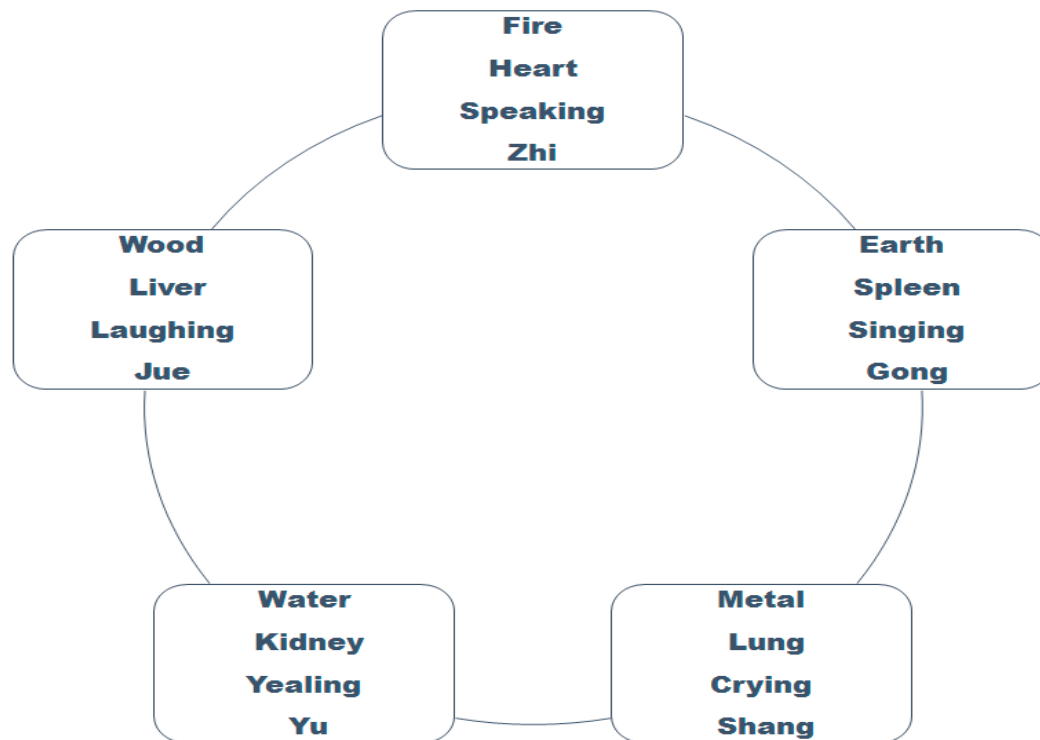 Fire
Heart
Speaking
Zhi
Wood
Liver
Laughing
Jue
Earth
Spleen
Singing
Gong
Water
Kidney
Yealing
Yu
Metal
Lung
Crying
Shang